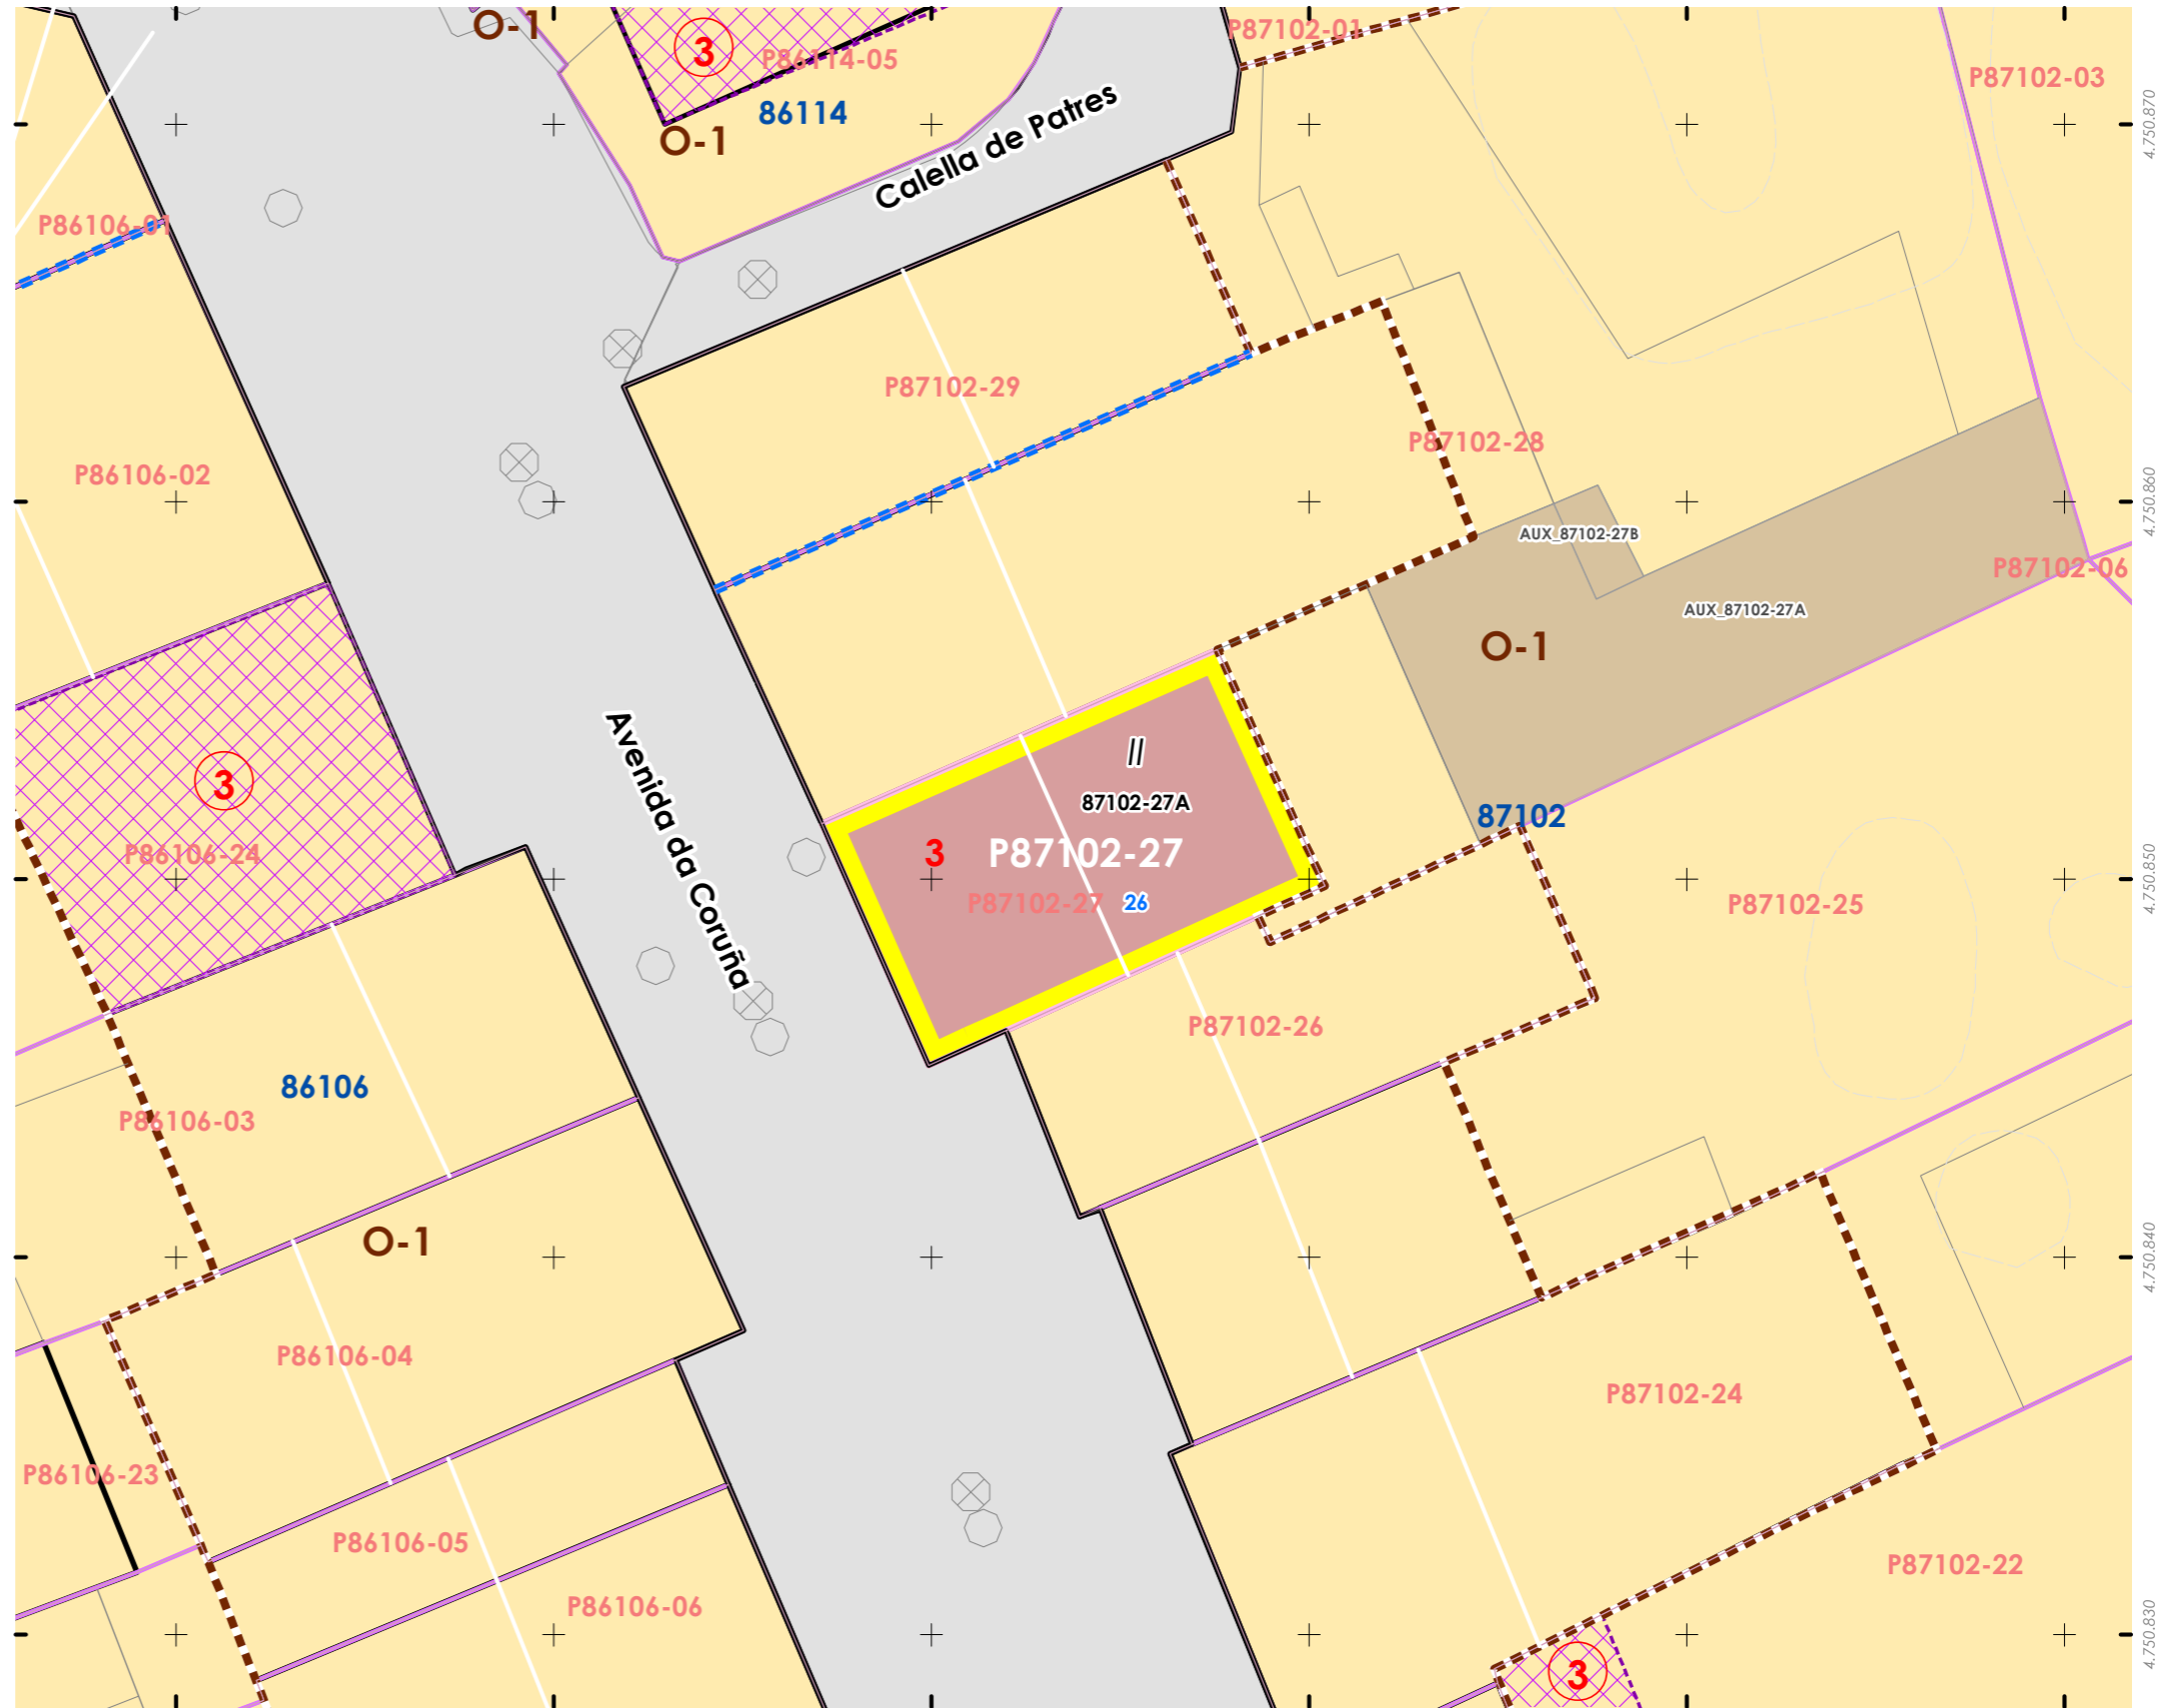 O-1
3
P86114-05
P87102-01
P87102-03
86114
O-1
Calella de Patres
4.750.870
P86106-01
P87102-29
P87102-28
P86106-02
4.750.860
AUX_87102-27B
P87102-06
AUX_87102-27A
O-1
Avenida da Coruña
II
3
87102-27A
87102
3
P87102-27
P86106-24
4.750.850
P87102-27
26
P87102-25
P87102-26
86106
P86106-03
O-1
4.750.840
P86106-04
P87102-24
P86106-23
P86106-05
P87102-22
P86106-06
4.750.830
3